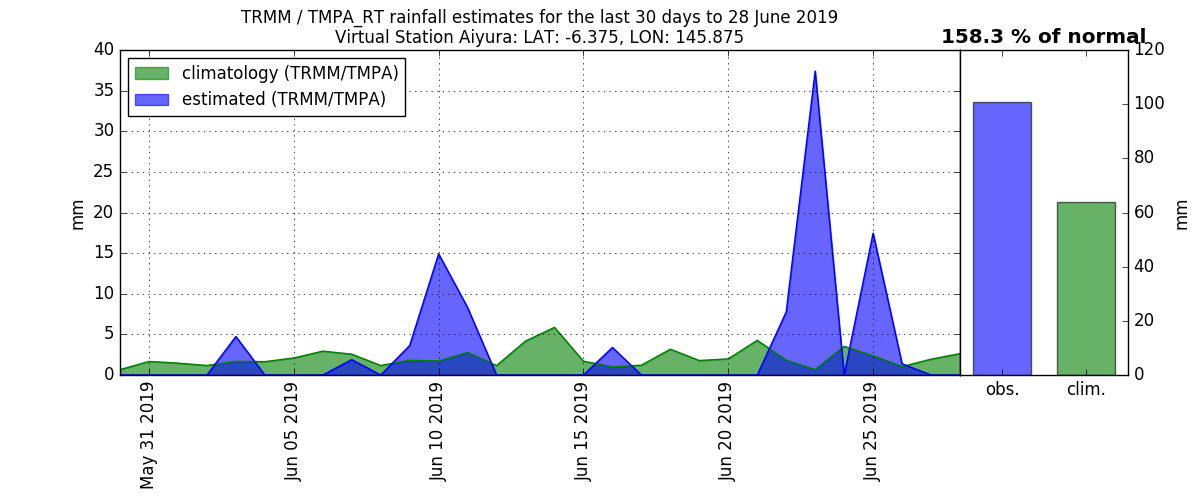 TRMM / TMPA_RT rainfall estimates for the last 30 days to 28 June 2019
Virtual Station Aiyura: LAT: -6.375, LON: 145.875
158.3 % of normal
climatology (TRMM/TMPA)
estimated (TRMM/TMPA)
mm
40
35
30
25
20
15
10
5
0
May 31 2019
Jun 05 2019
Jun 10 2019
Jun 15 2019
Jun 20 2019
Jun 25 2019
120
100
80
60
40
20
0
mm
obs.
clim.